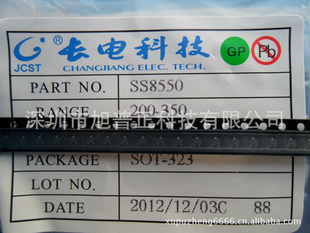 长电科技
JCST
CHANGJIANG ELEC. TECH.
GP
Pb
PART NO. SS8550
RANGE 200-350
深圳市旭普正科技有限公司
PACKAGE SOT-323
LOT NO.
DATE 2012/12/03C 88
xupuzheng6666.1688.com